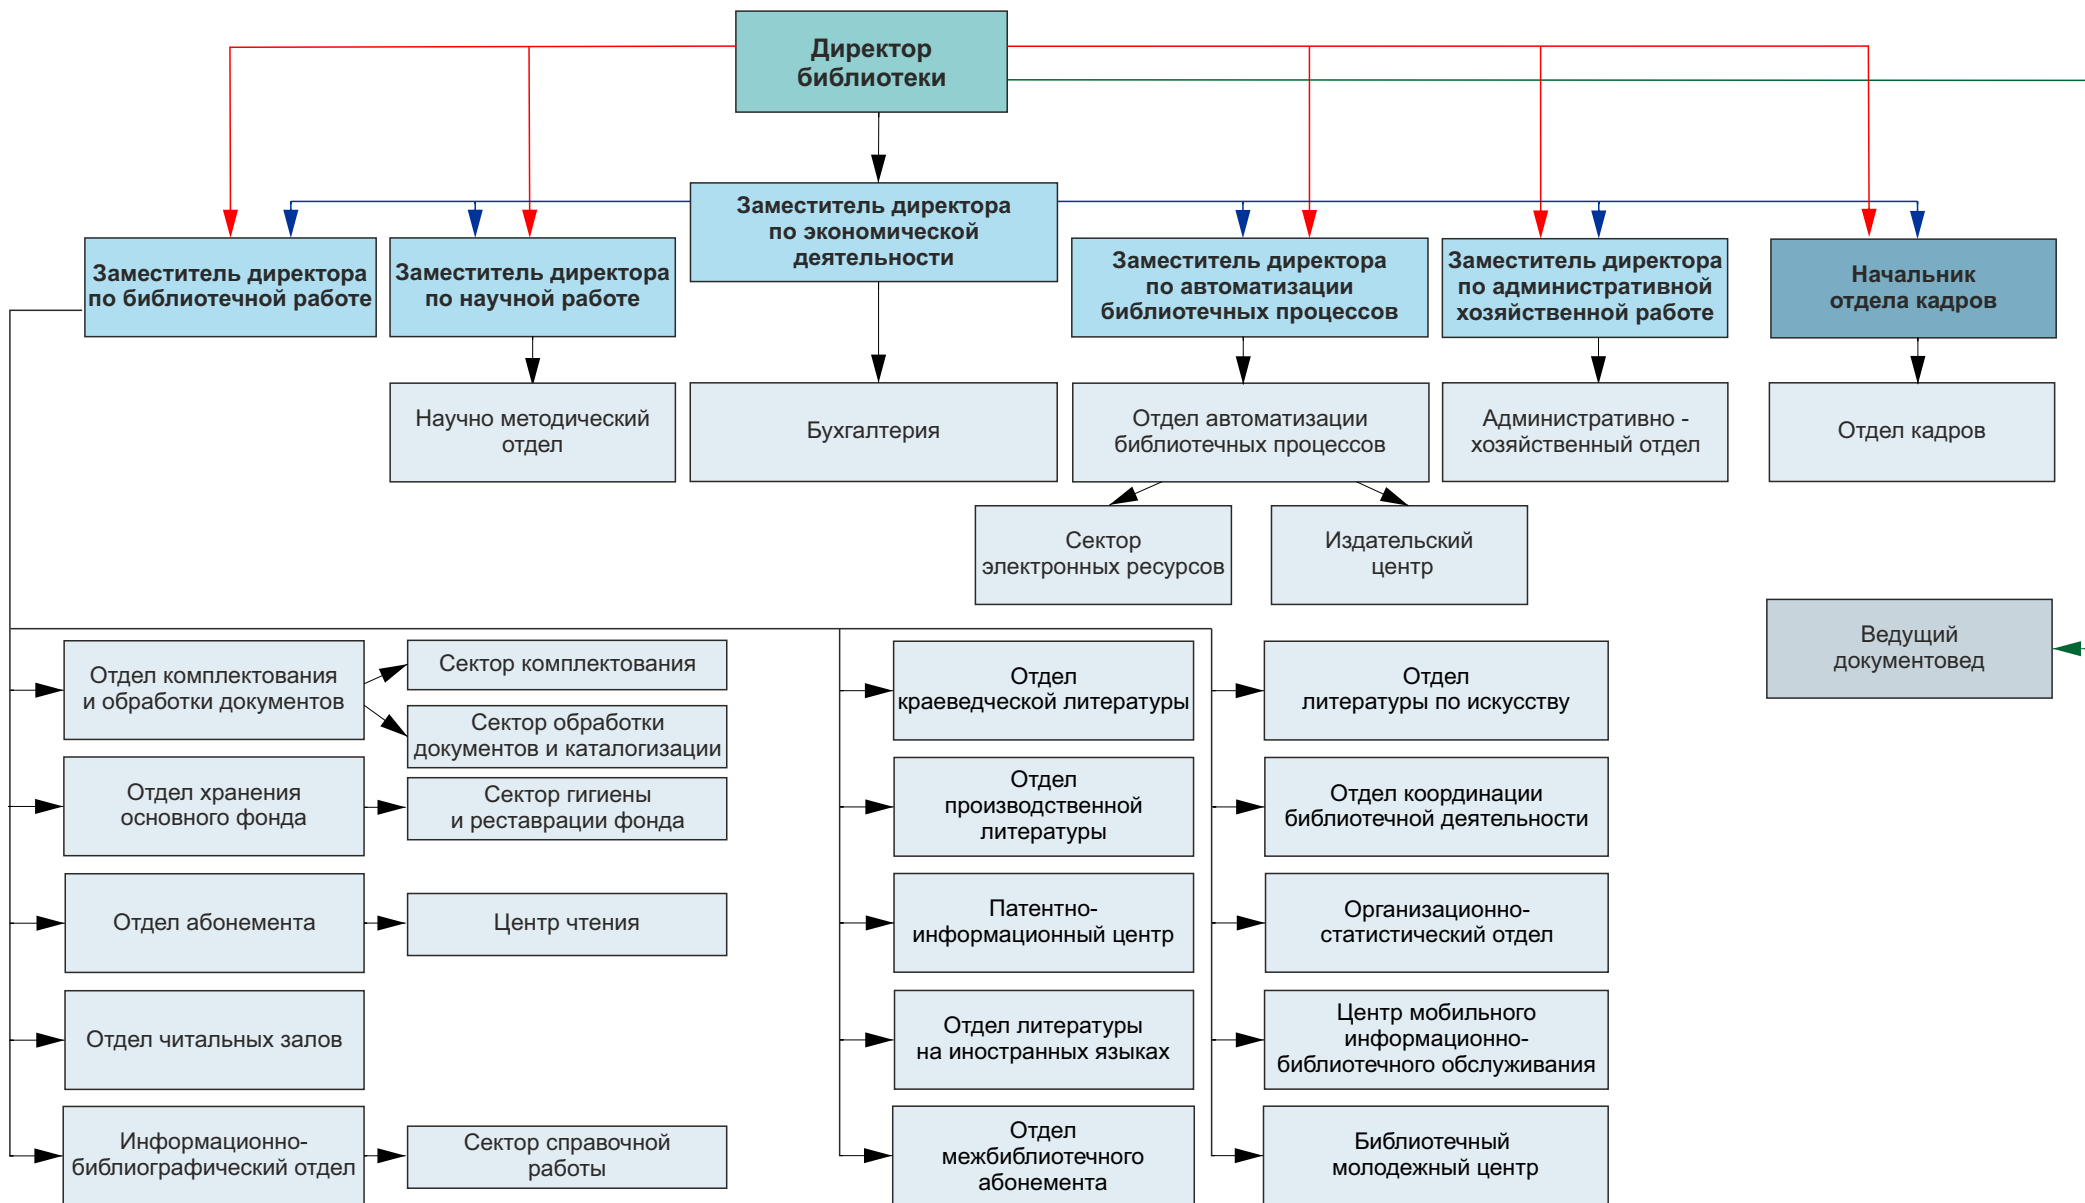 Директор
библиотеки
Заместитель директора
по экономической
деятельности
Заместитель директора
по библиотечной работе
Заместитель директора
по научной работе
Заместитель директора
по автоматизации
библиотечных процессов
Заместитель директора
по административной
хозяйственной работе
Начальник
отдела кадров
Научно методический
отдел
Бухгалтерия
Отдел автоматизации
библиотечных процессов
Административно -
хозяйственный отдел
Отдел кадров
Сектор
электронных ресурсов
Издательский
центр
Ведущий
документовед
Отдел комплектования
и обработки документов
Сектор комплектования
Сектор обработки
документов и каталогизации
Отдел хранения
основного фонда
Сектор гигиены
и реставрации фонда
Отдел абонемента
Центр чтения
Отдел читальных залов
Информационно-
библиографический отдел
Сектор справочной
работы
Отдел
краеведческой литературы
Отдел
производственной
литературы
Патентно-
информационный центр
Отдел литературы
на иностранных языках
Отдел
межбиблиотечного
абонемента
Отдел
литературы по искусству
Отдел координации
библиотечной деятельности
Организационно-
статистический отдел
Центр мобильного
информационно-
библиотечного обслуживания
Библиотечный
молодежный центр